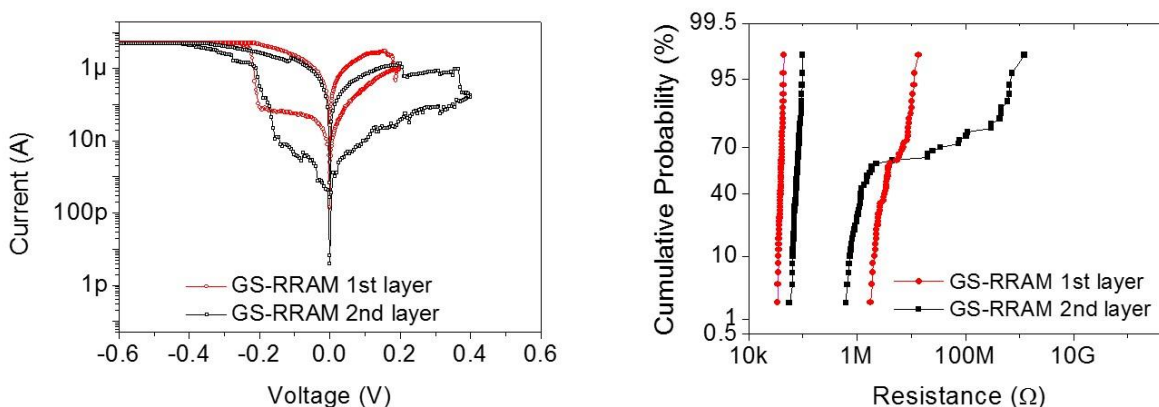 Current (A)
1μ
10n
100p
1p
GS-RRAM 1st layer
GS-RRAM 2nd layer
-0.6 -0.4 -0.2 0.0 0.2 0.4 0.6
Voltage (V)
Cumulative Probability (%)
99.5
95
70
40
10
1
0.5
GS-RRAM 1st layer
GS-RRAM 2nd layer
10k 1M 100M 10G
Resistance (Ω)